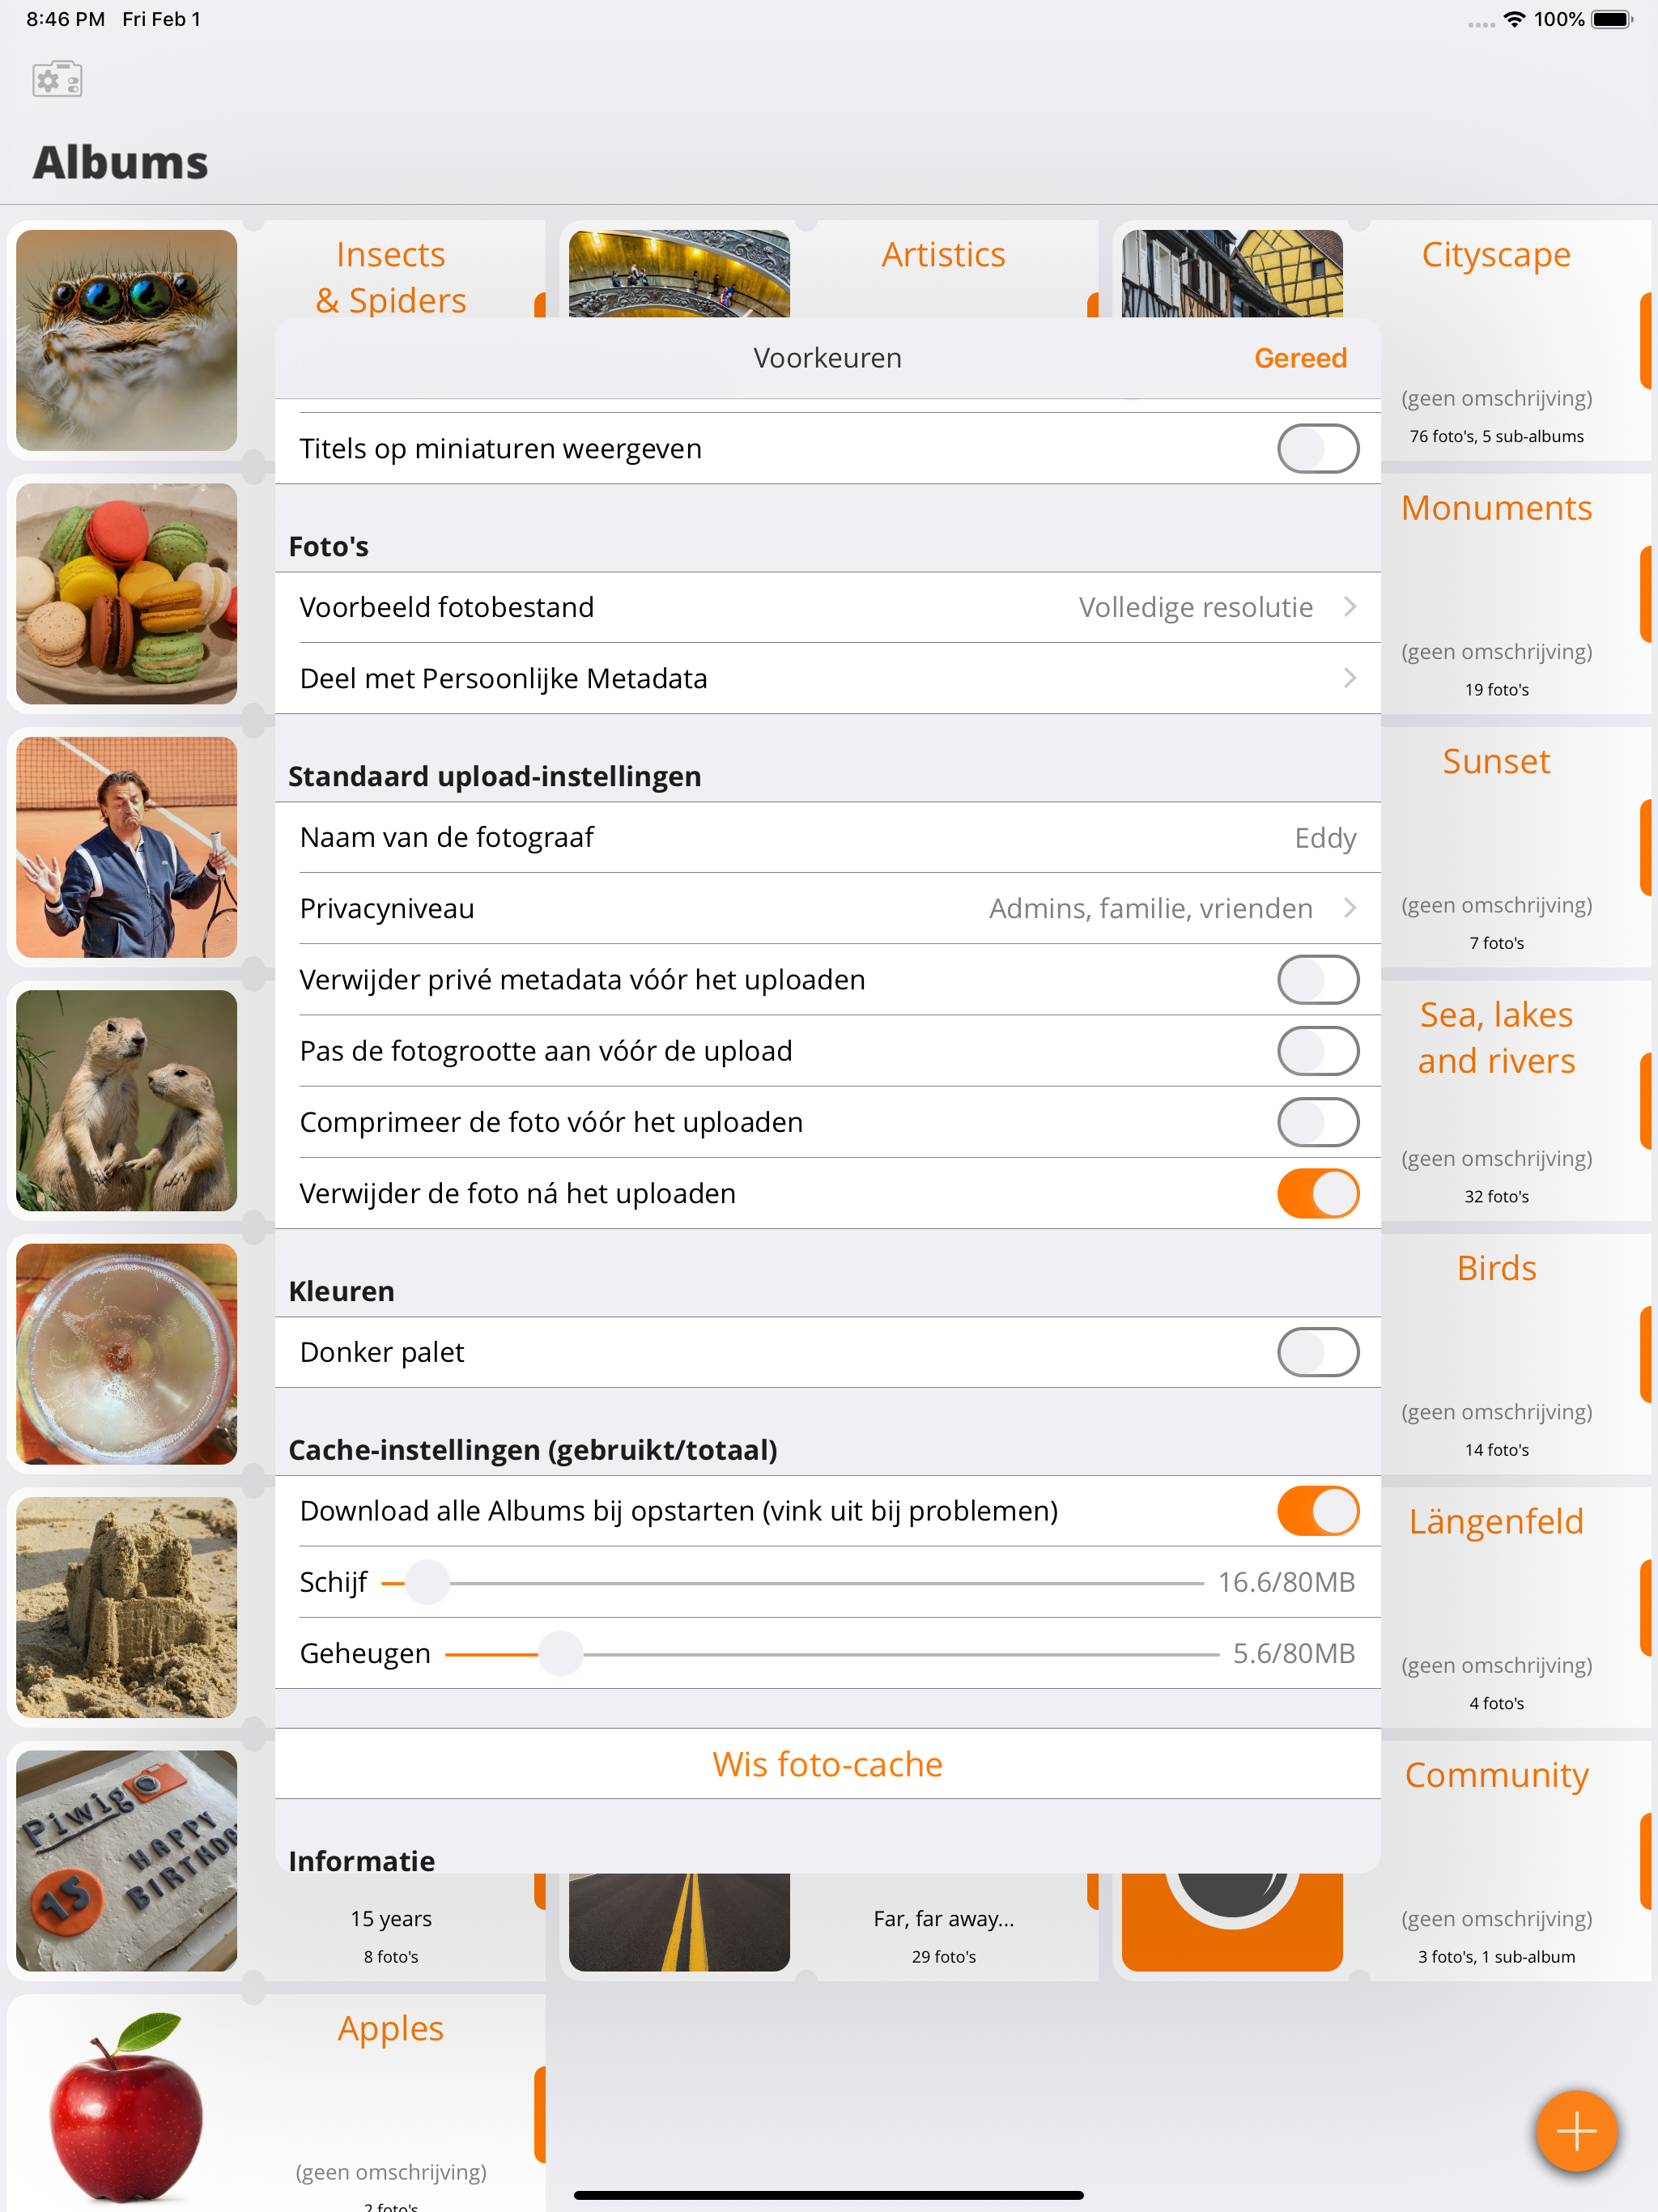 8:46 PM Fri Feb 1
100%
Albums
Insects
& Spiders
Artistics
Cityscape
(geen omschrijving)
76 foto's, 5 sub-albums
Monuments
(geen omschrijving)
19 foto's
Sunset
(geen omschrijving)
7 foto's
Sea, lakes
and rivers
(geen omschrijving)
32 foto's
Birds
(geen omschrijving)
14 foto's
Längenfeld
(geen omschrijving)
4 foto's
Community
(geen omschrijving)
3 foto's, 1 sub-album
Voorkeuren
Gereed
Titels op miniaturen weergeven
Foto's
Voorbeeld fotobestand Volledige resolutie
Deel met Persoonlijke Metadata
Standaard upload-instellingen
Naam van de fotograaf Eddy
Privacyniveau Admins, familie, vrienden
Verwijder privé metadata vóór het uploaden
Pas de fotogrootte aan vóór de upload
Comprimeer de foto vóór het uploaden
Verwijder de foto ná het uploaden
Kleuren
Donker palet
Cache-instellingen (gebruikt/totaal)
Download alle Albums bij opstarten (vink uit bij problemen)
Schijf 16.6/80MB
Geheugen 5.6/80MB
Wis foto-cache
Informatie
Piwig
HAPPY
BIRTHDA
15
15 years
8 foto's
Far, far away...
29 foto's
Apples
(geen omschrijving)
2 foto's